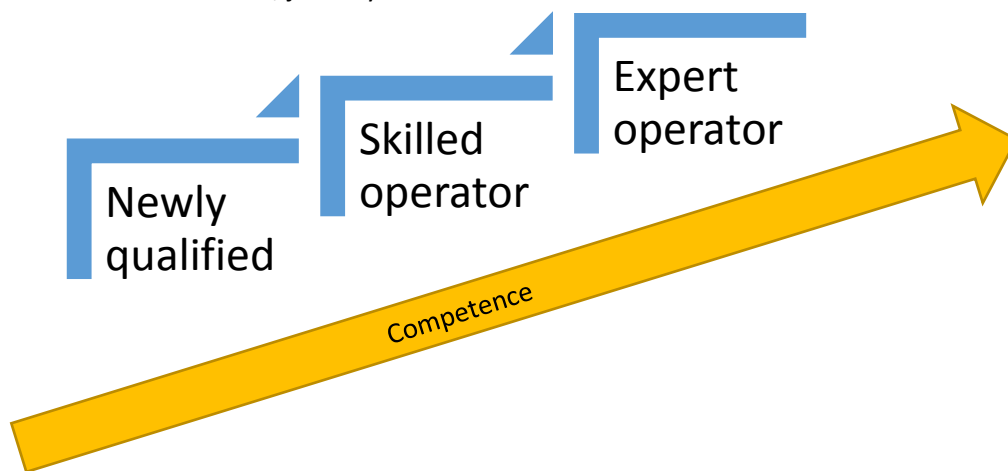 Newly
qualified
Skilled
operator
Expert
operator
Competence